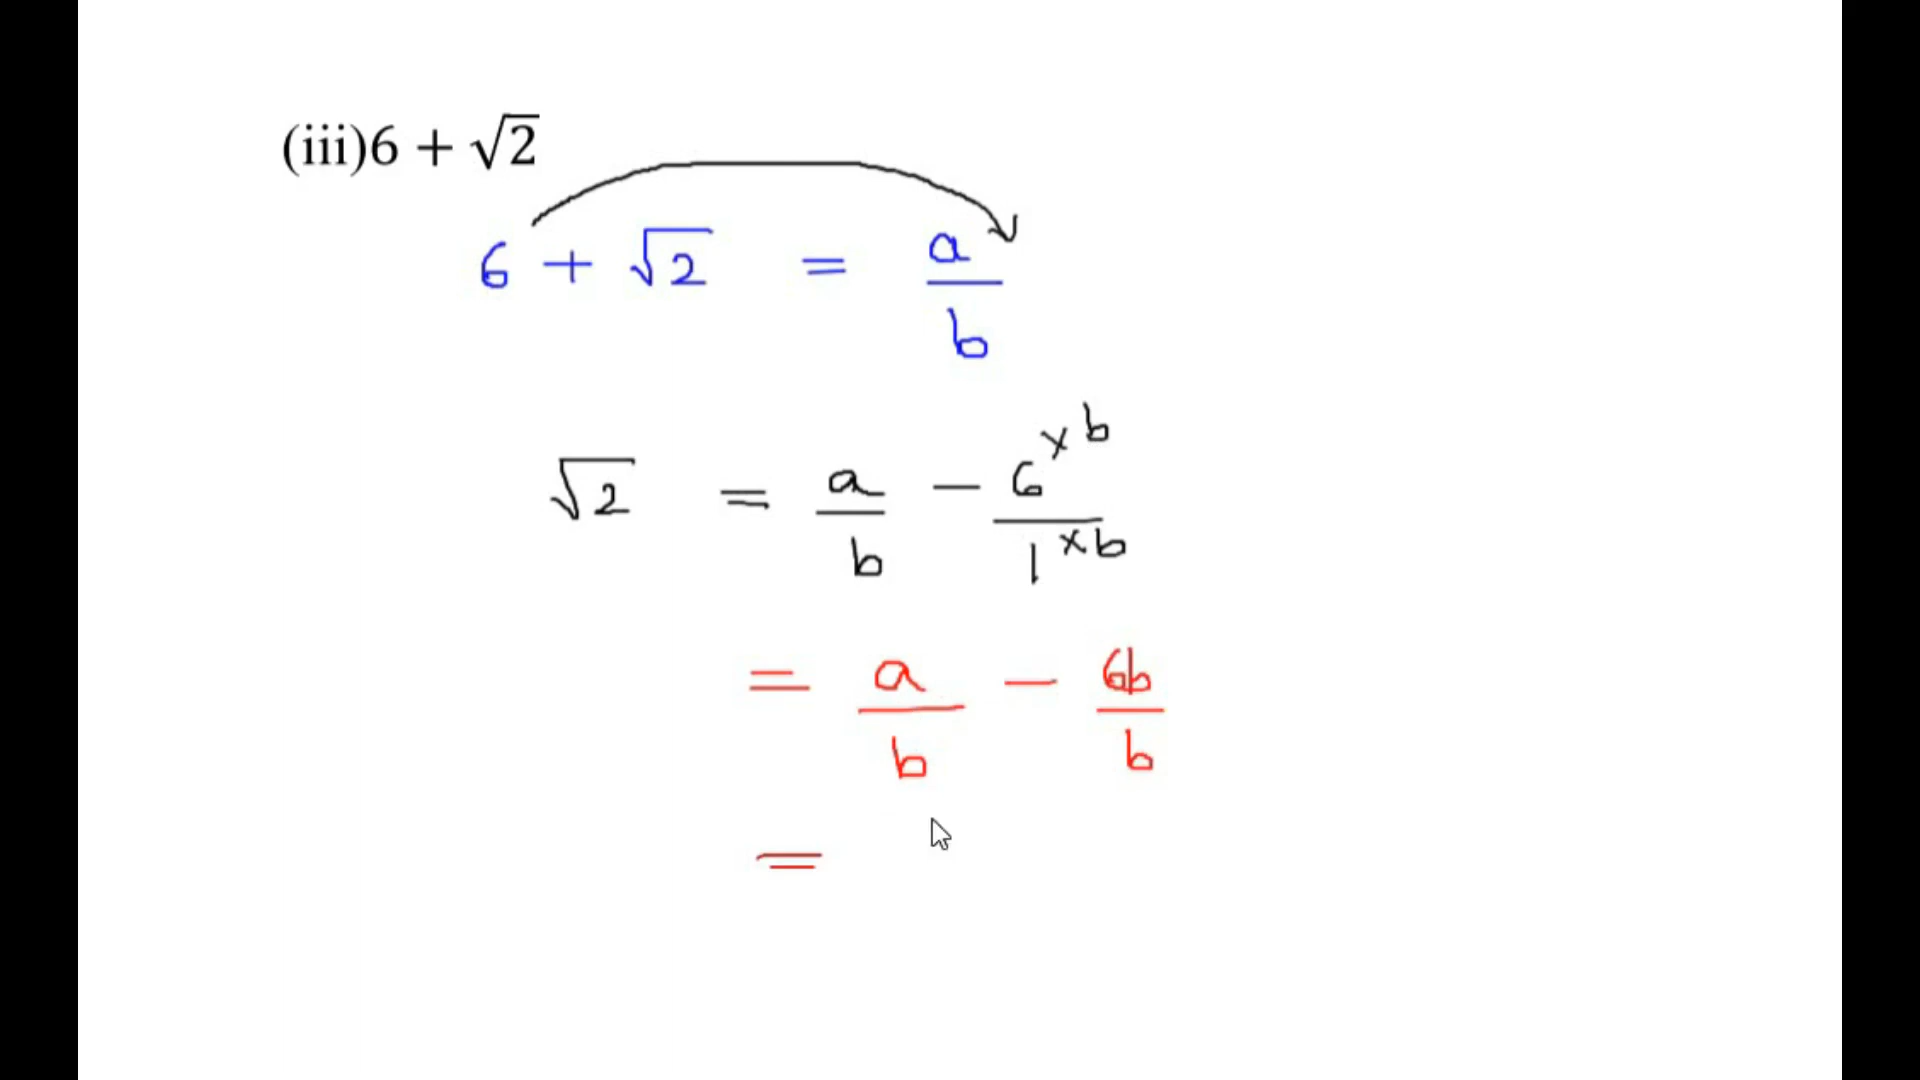 (iii)6 + √2
6 + √2 = a/b
√2 = a/b - 6×b/1×b
= a/b - 6b/b
=